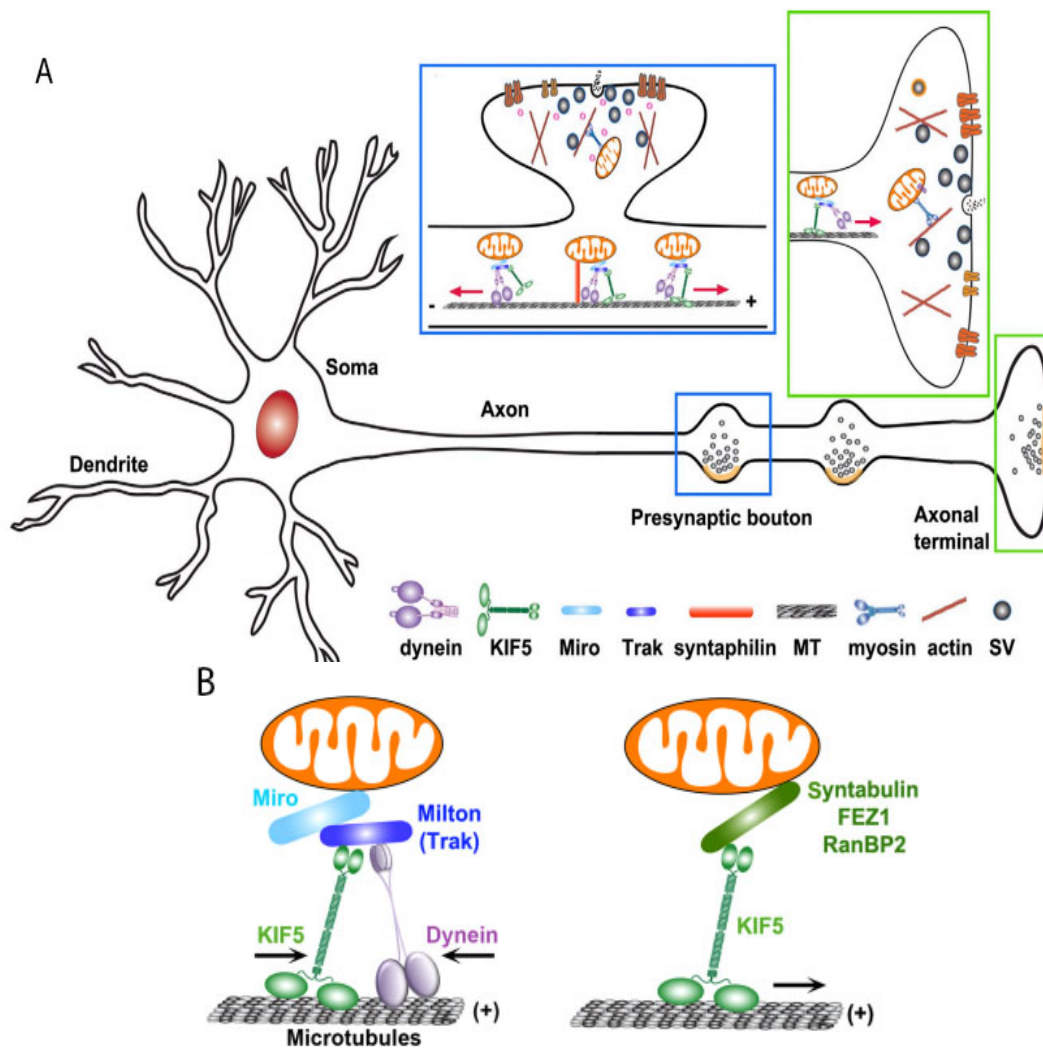 A
-
+
Soma
Axon
Dendrite
Presynaptic bouton
Axonal
terminal
dynein KIF5 Miro Trak syntaphilin MT myosin actin SV
B
Miro
Milton
(Trak)
KIF5
Dynein
(+)
Microtubules
Syntabulin
FEZ1
RanBP2
KIF5
(+)